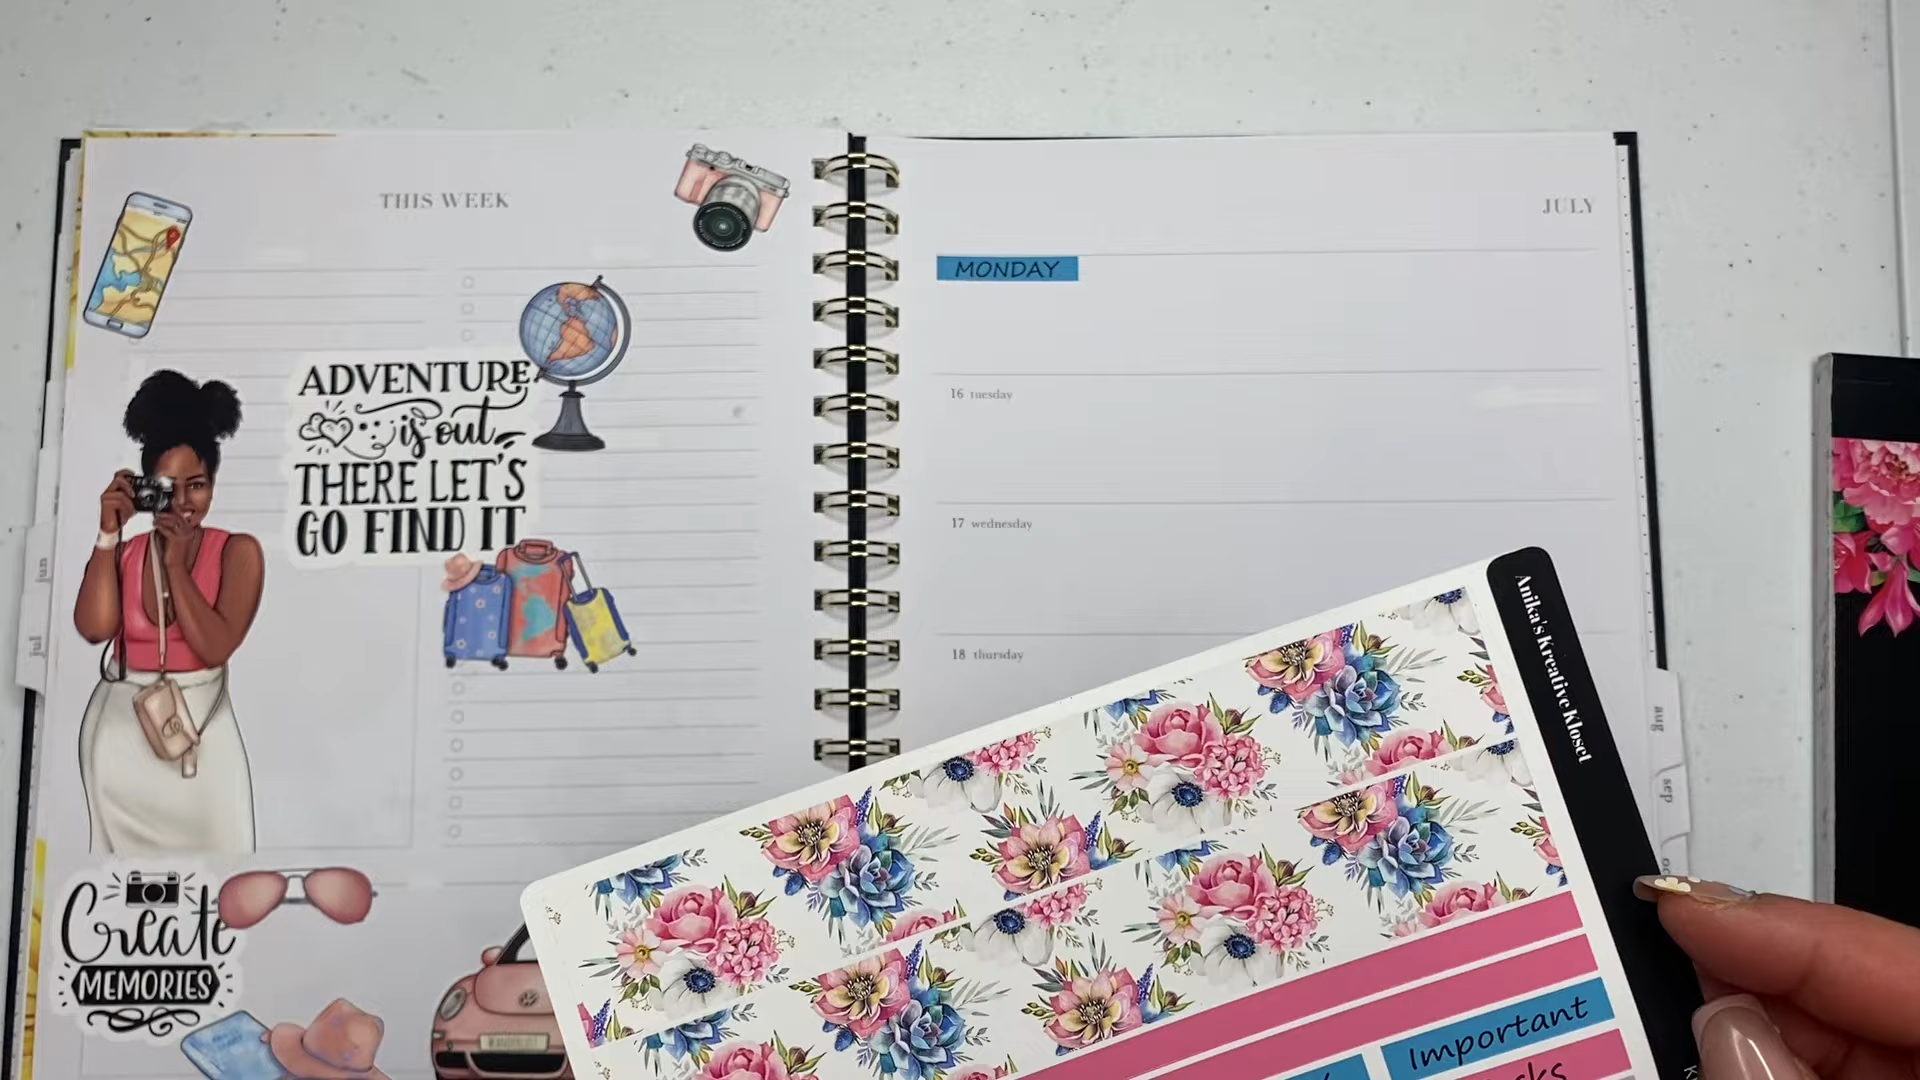 THIS WEEK
ADVENTURE
is out
THERE LET'S
GO FIND IT
Create
MEMORIES
jun
jul
JULY
MONDAY
16 tuesday
17 wednesday
18 thursday
aug
sep
Anika's Kreative Kloset
Important